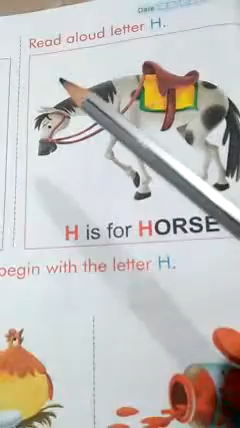 Date
Read aloud letter H.
H is for HORSE
begin with the letter H.